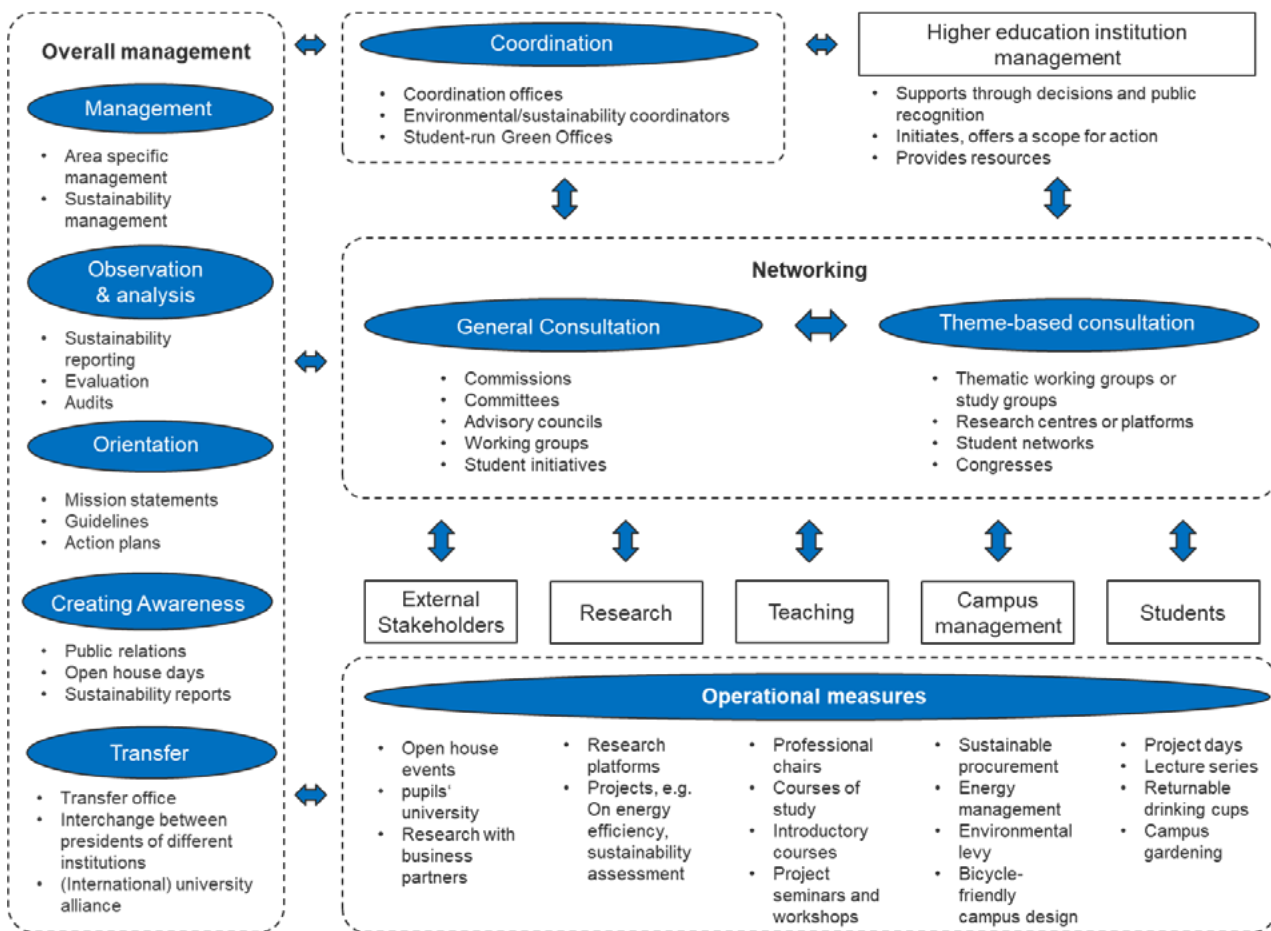 Overall management
Management
• Area specific
management
• Sustainability
management
Observation
& analysis
• Sustainability
reporting
• Evaluation
• Audits
Orientation
• Mission statements
• Guidelines
• Action plans
Creating Awareness
• Public relations
• Open house days
• Sustainability reports
Transfer
• Transfer office
• Interchange between
presidents of different
institutions
• (International) university
alliance
Coordination
• Coordination offices
• Environmental/sustainability coordinators
• Student-run Green Offices
Higher education institution
management
• Supports through decisions and public
recognition
• Initiates, offers a scope for action
• Provides resources
Networking
General Consultation
• Commissions
• Committees
• Advisory councils
• Working groups
• Student initiatives
Theme-based consultation
• Thematic working groups or
study groups
• Research centres or platforms
• Student networks
• Congresses
External
Stakeholders
Research
Teaching
Campus
management
Students
Operational measures
• Open house
events
• pupils‘
university
• Research with
business
partners
• Research
platforms
• Projects, e.g.
On energy
efficiency,
sustainability
assessment
• Professional
chairs
• Courses of
study
• Introductory
courses
• Project
seminars and
workshops
• Sustainable
procurement
• Energy
management
• Environmental
levy
• Bicycle-
friendly
campus design
• Project days
• Lecture series
• Returnable
drinking cups
• Campus
gardening